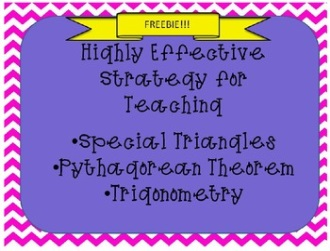 FREEBIE!!!
Highly Effective
Strategy for
Teaching
•Special Triangles
•Pythagorean Theorem
•Trigonometry